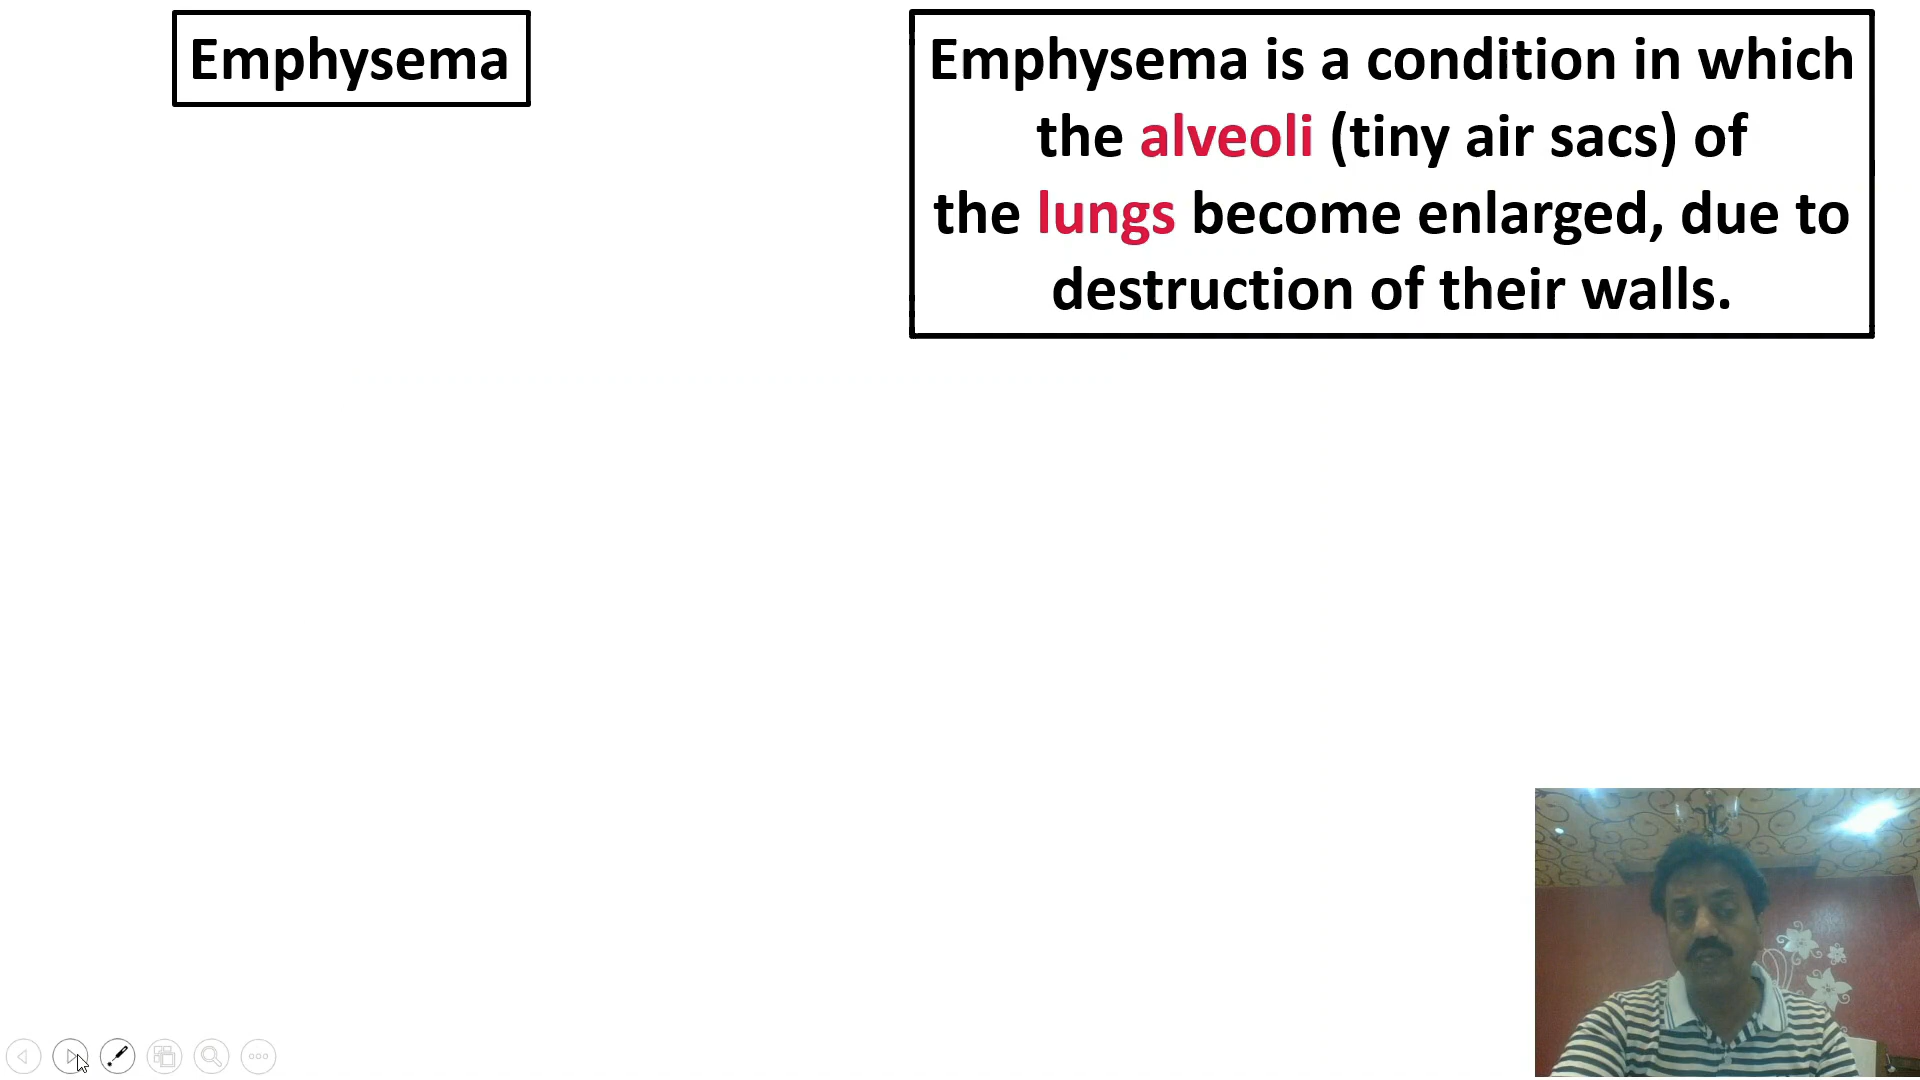 Emphysema
Emphysema is a condition in which
the alveoli (tiny air sacs) of
the lungs become enlarged, due to
destruction of their walls.